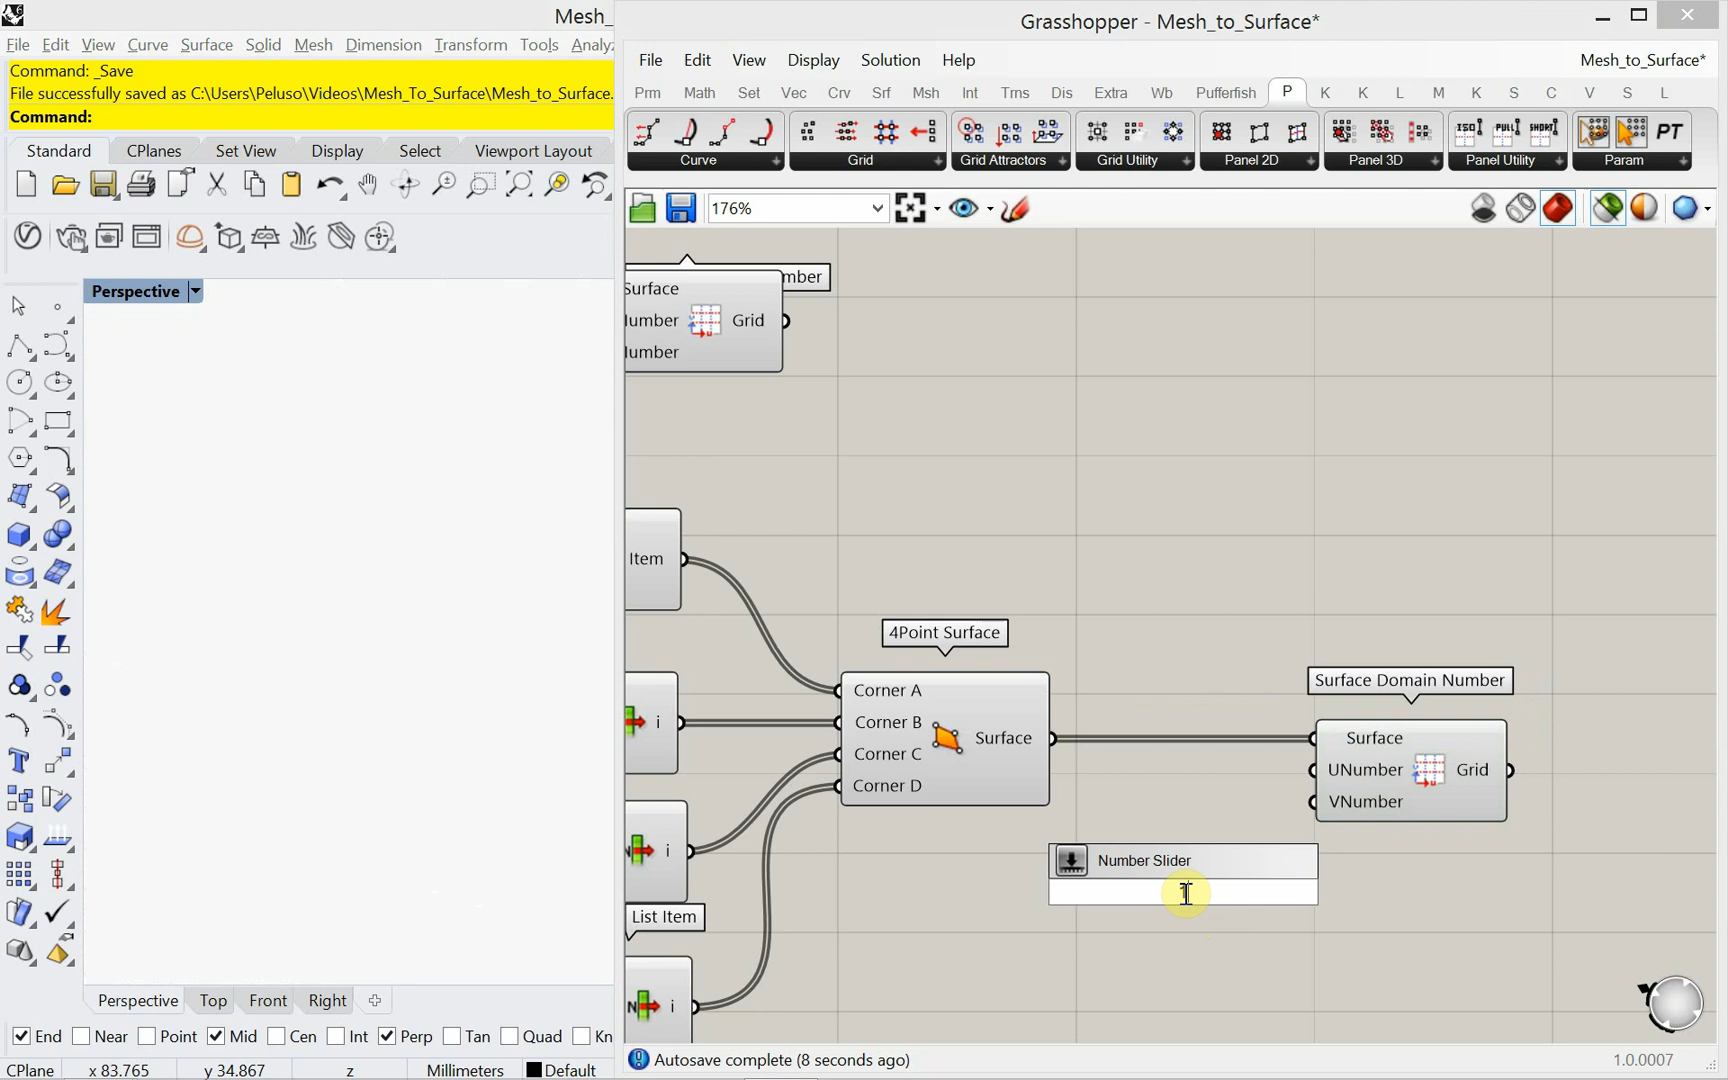 Mesh_
File Edit View Curve Surface Solid Mesh Dimension Transform Tools Analyz
Command: _Save
File successfully saved as C:\Users\Peluso\Videos\Mesh_To_Surface\Mesh_to_Surface.
Command:
Standard CPlanes Set View Display Select Viewport Layout
Perspective
Perspective Top Front Right
End Near Point Mid Cen Int Perp Tan Quad Kn
CPlane x 83.765 y 34.867 z Millimeters Default
Grasshopper - Mesh_to_Surface*
File Edit View Display Solution Help Mesh_to_Surface*
Prm Math Set Vec Crv Srf Msh Int Trns Dis Extra Wb Pufferfish P K K L M K S C V S L
ISO PULL SHORT PT
Curve Grid Grid Attractors Grid Utility Panel 2D Panel 3D Panel Utility Param
176%
mber
Surface
Number Grid
Number
Item
4Point Surface
Corner A
Corner B
Corner C
Corner D
Surface
Surface Domain Number
Surface
UNumber Grid
VNumber
i
Number Slider
i
List Item
N i
Autosave complete (8 seconds ago) 1.0.0007